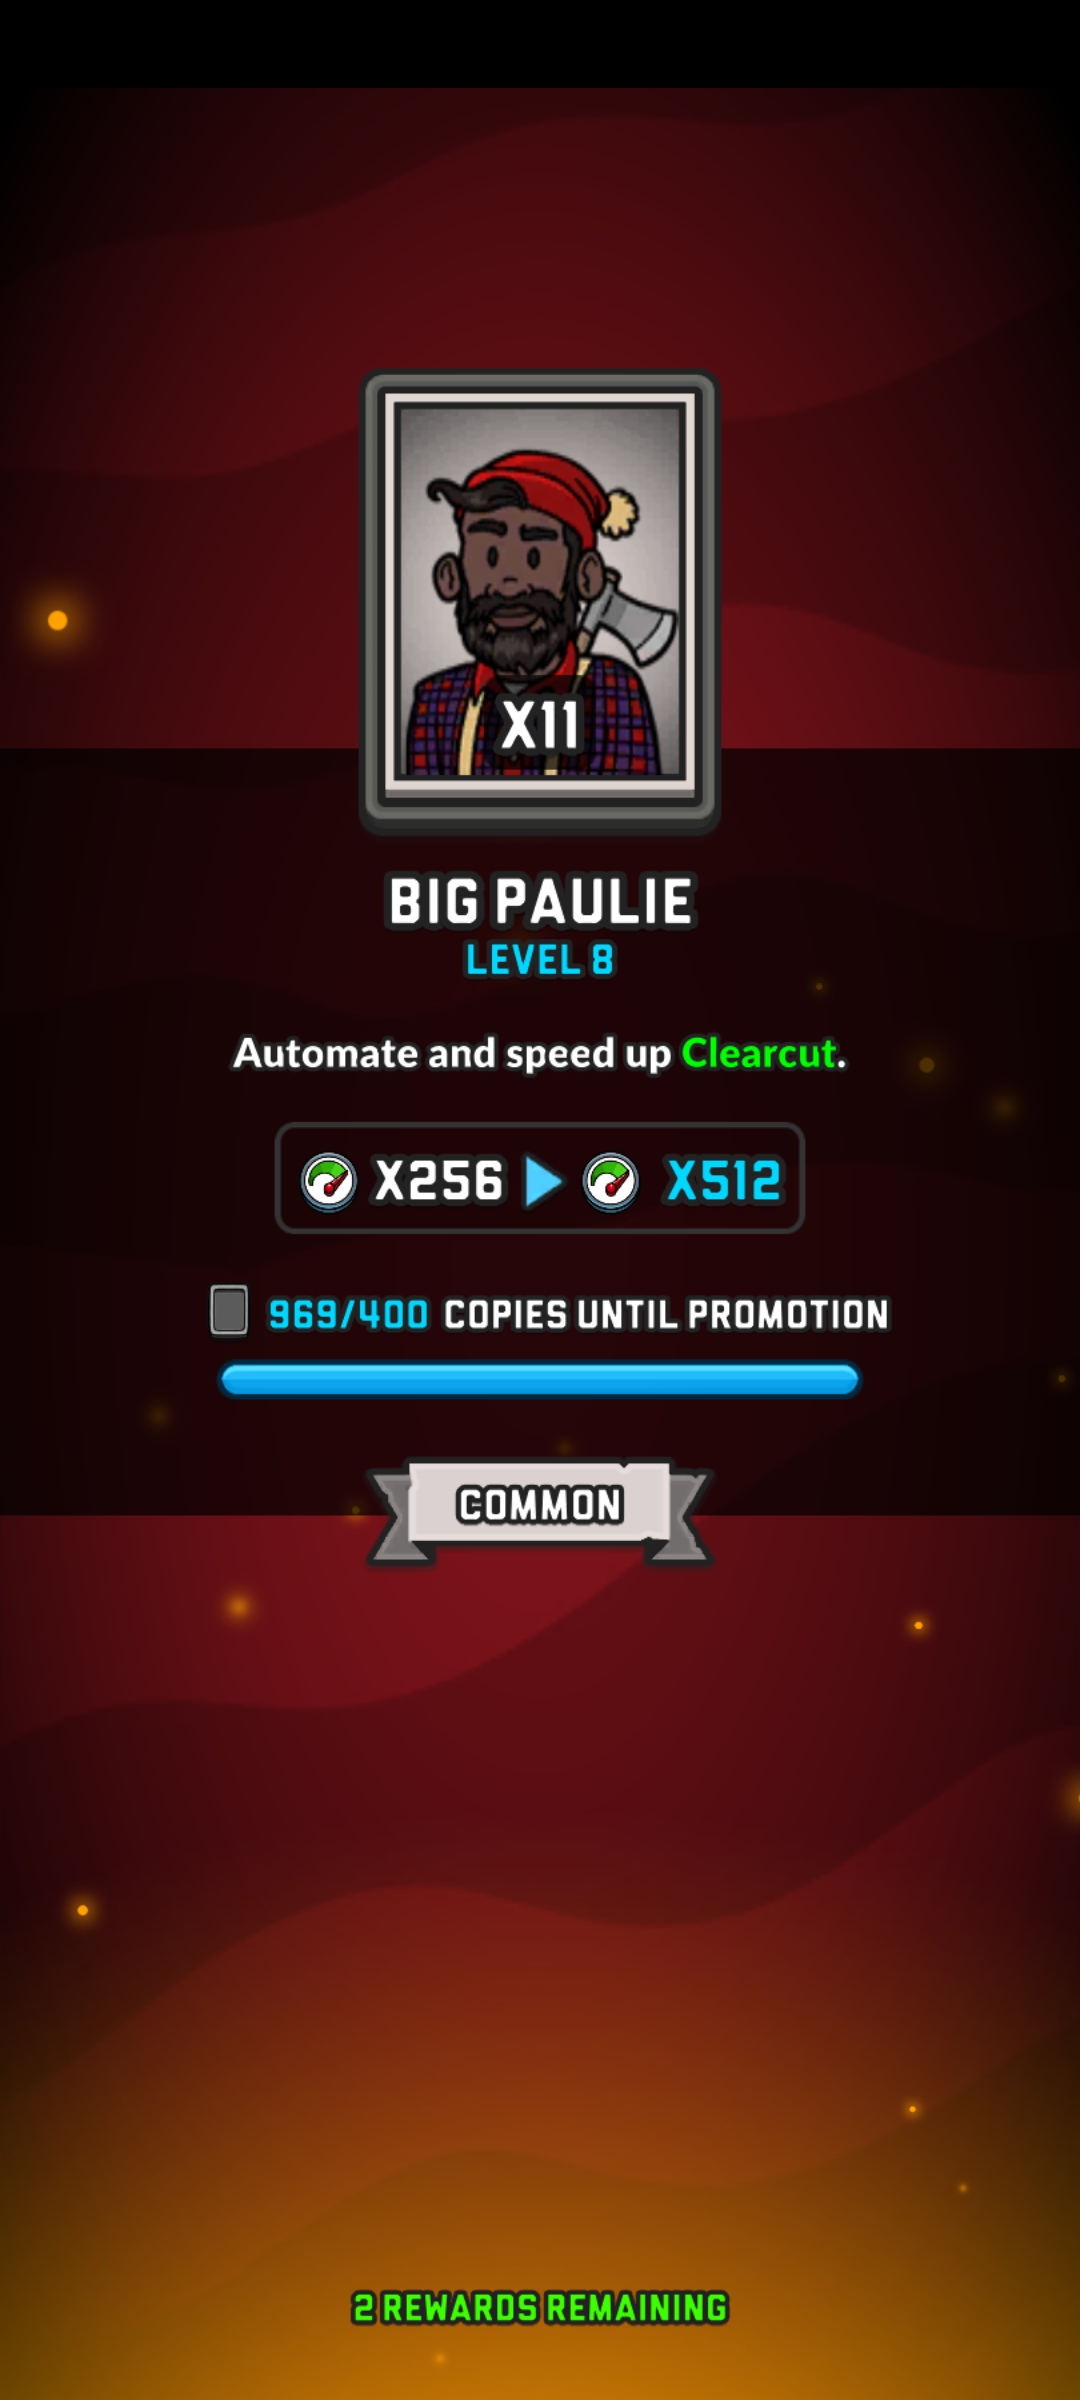 X11
BIG PAULIE
LEVEL 8
Automate and speed up Clearcut.
X256 X512
969/400 COPIES UNTIL PROMOTION
COMMON
2 REWARDS REMAINING